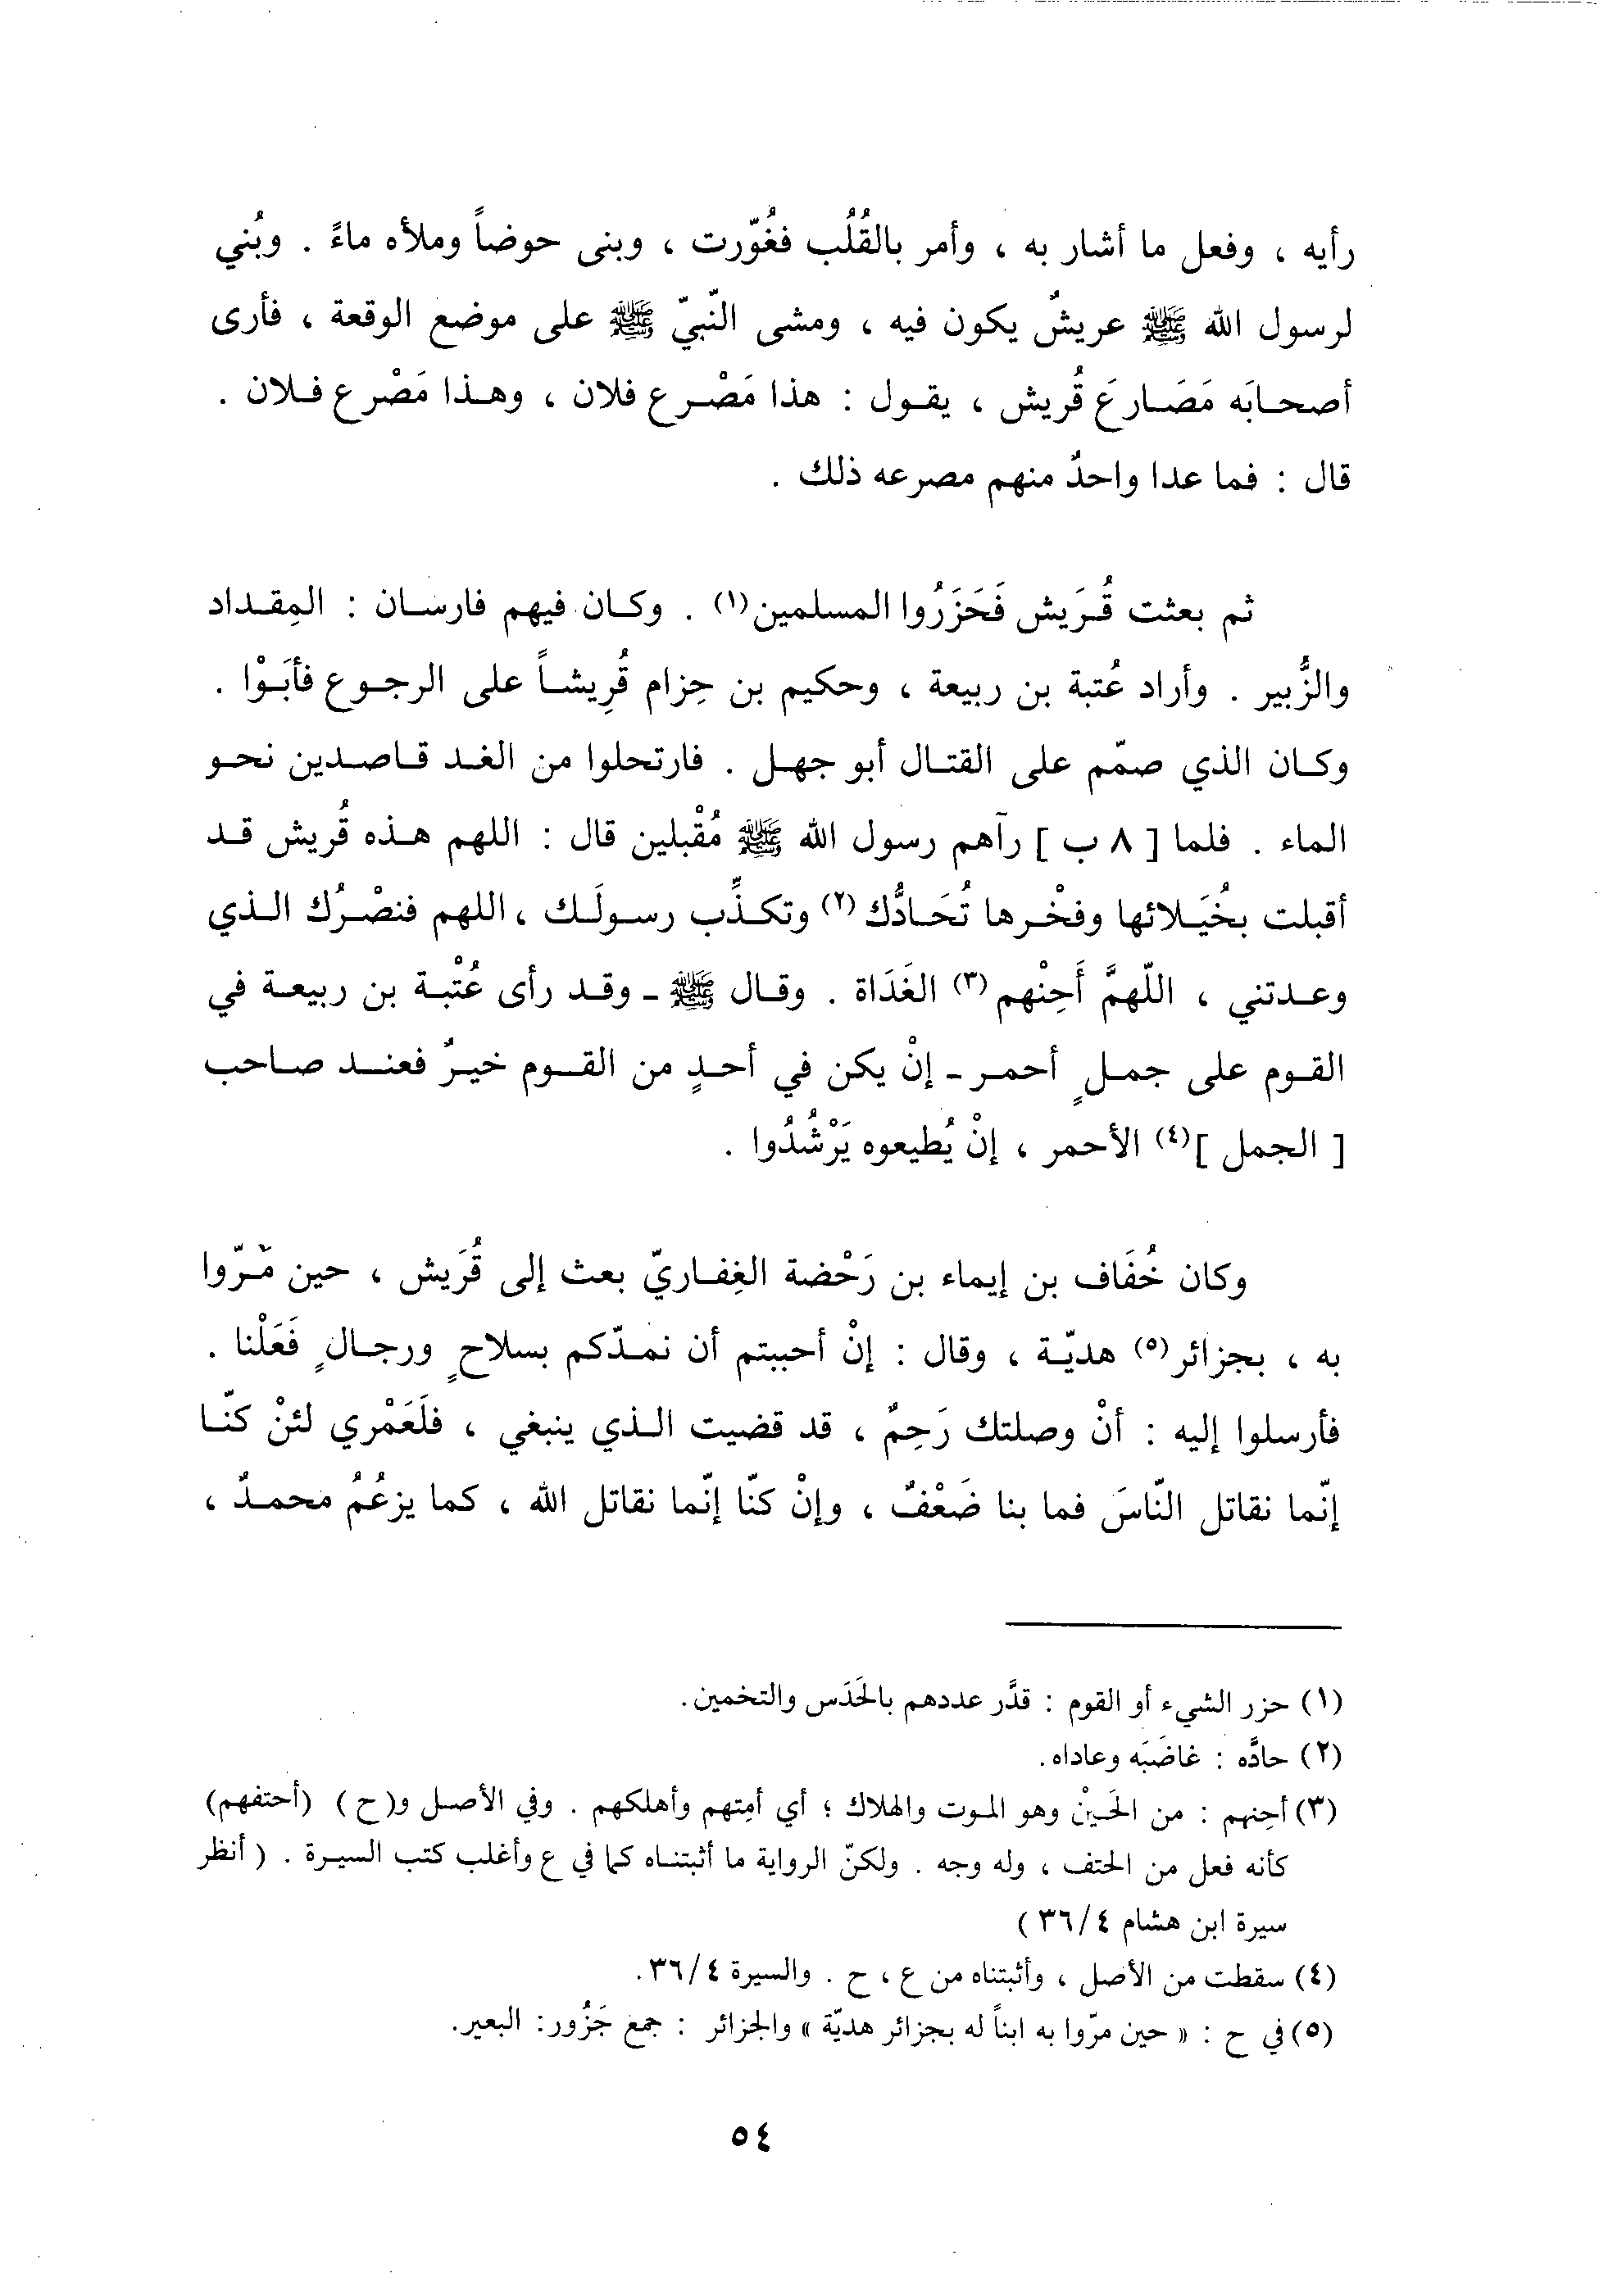 رأيه ، وفعل ما أشار به ، وأمر بالقُلُب فغُوّرت ، وبنى حوضاً وملأه ماءً . وبُني
لرسول الله ﷺ عريشٌ يكون فيه ، ومشى النّبيّ ﷺ على موضع الوقعة ، فأرى
أصحابَه مَصَارعَ قُريش ، يقول : هذا مَصْرع فلان ، وهذا مَصْرع فلان .
قال : فما عدا واحدٌ منهم مصرعه ذلك .
ثم بعثت قُرَيش فَحَزَرُوا المسلمين(١) . وكان فيهم فارسان : المِقداد
والزُّبير . وأراد عُتبة بن ربيعة ، وحكيم بن حِزام قُرِيشاً على الرجوع فأبَوْا .
وكان الذي صمّم على القتال أبو جهل . فارتحلوا من الغد قاصدين نحو
الماء . فلما [ ٨ ب ] رآهم رسول الله ﷺ مُقْبلين قال : اللهم هذه قُريش قد
أقبلت بخُيَلائها وفخْرها تُحَادُّك(٢) وتكذِّب رسولَك ، اللهم فنصْرُك الذي
وعدتني ، اللّهمَّ أَحِنْهم(٣) الغَدَاة . وقال ﷺ ـ وقد رأى عُتْبة بن ربيعة في
القوم على جملٍ أحمر ـ إنْ يكن في أحدٍ من القوم خيرٌ فعند صاحب
[ الجمل ](٤) الأحمر ، إنْ يُطيعوه يَرْشُدُوا .
وكان خُفَاف بن إيماء بن رَحْضة الغِفاريّ بعث إلى قُرَيش ، حين مَرّوا
به ، بجزائر(٥) هديّة ، وقال : إنْ أحببتم أن نمدّكم بسلاحٍ ورجالٍ فَعَلْنا .
فأرسلوا إليه : أنْ وصلتك رَحِمٌ ، قد قضيت الذي ينبغي ، فلَعَمْري لئنْ كنّا
إنّما نقاتل النّاسَ فما بنا ضَعْفٌ ، وإنْ كنّا إنّما نقاتل الله ، كما يزعُمُ محمدٌ ،
(١) حزر الشيء أو القوم : قدَّر عددهم بالحَدَس والتخمين.
(٢) حادَّه : غاضَبَه وعاداه.
(٣) أحِنهم : من الحَيْن وهو الموت والهلاك ؛ أي أمِتهم وأهلكهم . وفي الأصل و( ح ) (أحتفهم)
كأنه فعل من الحتف ، وله وجه . ولكنّ الرواية ما أثبتناه كما في ع وأغلب كتب السيرة . ( أنظر
سيرة ابن هشام ٣٦/٤ )
(٤) سقطت من الأصل ، وأثبتناه من ع ، ح . والسيرة ٣٦/٤.
(٥) في ح : « حين مرّوا به ابناً له بجزائر هديّة » والجزائر : جمع جَزُور: البعير.
٥٤